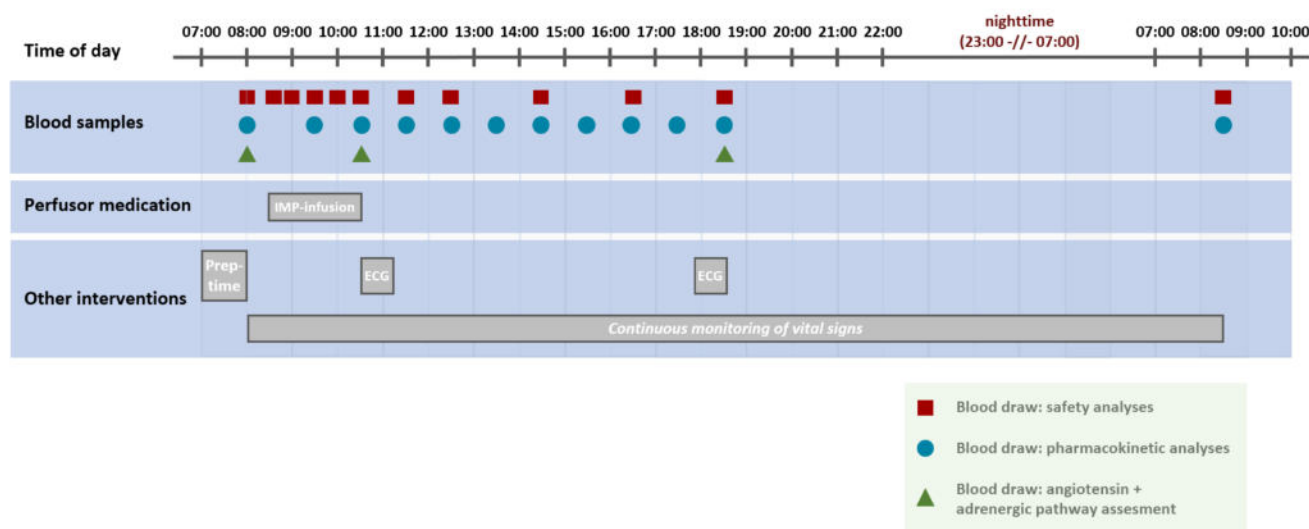 nighttime
(23:00 -//- 07:00)
07:00 08:00 09:00 10:00 11:00 12:00 13:00 14:00 15:00 16:00 17:00 18:00 19:00 20:00 21:00 22:00 07:00 08:00 09:00 10:00
Time of day
Blood samples
Perfusor medication
IMP-infusion
Other interventions
Prep-
time
ECG
ECG
Continuous monitoring of vital signs
Blood draw: safety analyses
Blood draw: pharmacokinetic analyses
Blood draw: angiotensin +
adrenergic pathway assesment